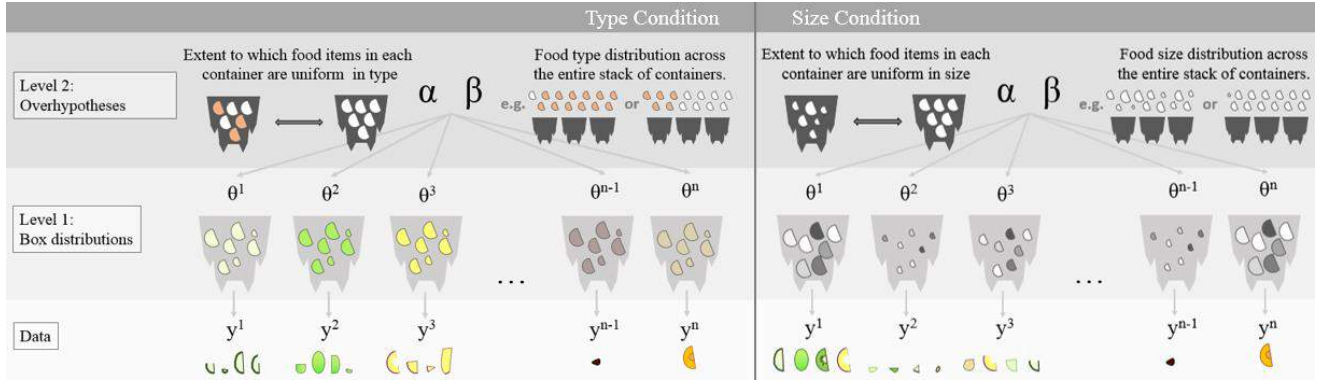 Type Condition
Size Condition
Level 2:
Overhypotheses
Extent to which food items in each
container are uniform in type
α β
Food type distribution across
the entire stack of containers.
e.g. or
Extent to which food items in each
container are uniform in size
α β
Food size distribution across
the entire stack of containers.
e.g. or
Level 1:
Box distributions
θ¹ θ² θ³ θⁿ⁻¹ θⁿ
...
θ¹ θ² θ³ θⁿ⁻¹ θⁿ
...
Data
y¹ y² y³ yⁿ⁻¹ yⁿ
y¹ y² y³ yⁿ⁻¹ yⁿ